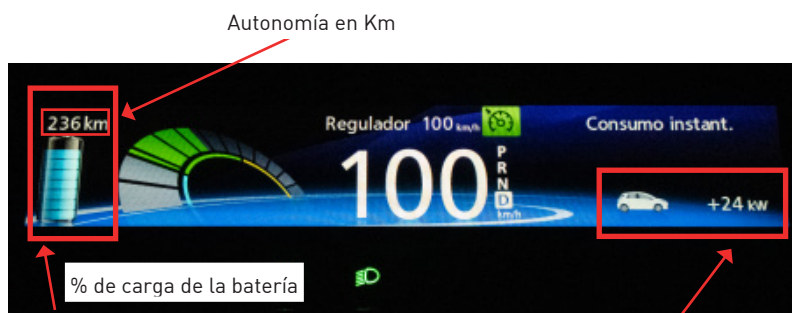 Autonomía en Km
236 km
Regulador 100 km/h
Consumo instant.
100
P
R
N
D
km/h
+24 kW
% de carga de la batería